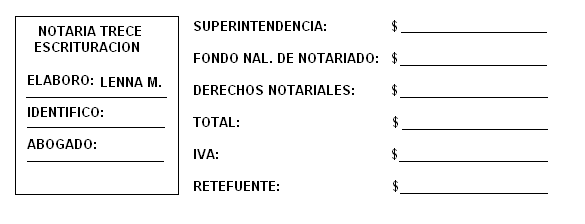 NOTARIA TRECE
ESCRITURACION
ELABORO: LENNA M.
IDENTIFICO:
ABOGADO:
SUPERINTENDENCIA: $
FONDO NAL. DE NOTARIADO: $
DERECHOS NOTARIALES: $
TOTAL: $
IVA: $
RETEFUENTE: $